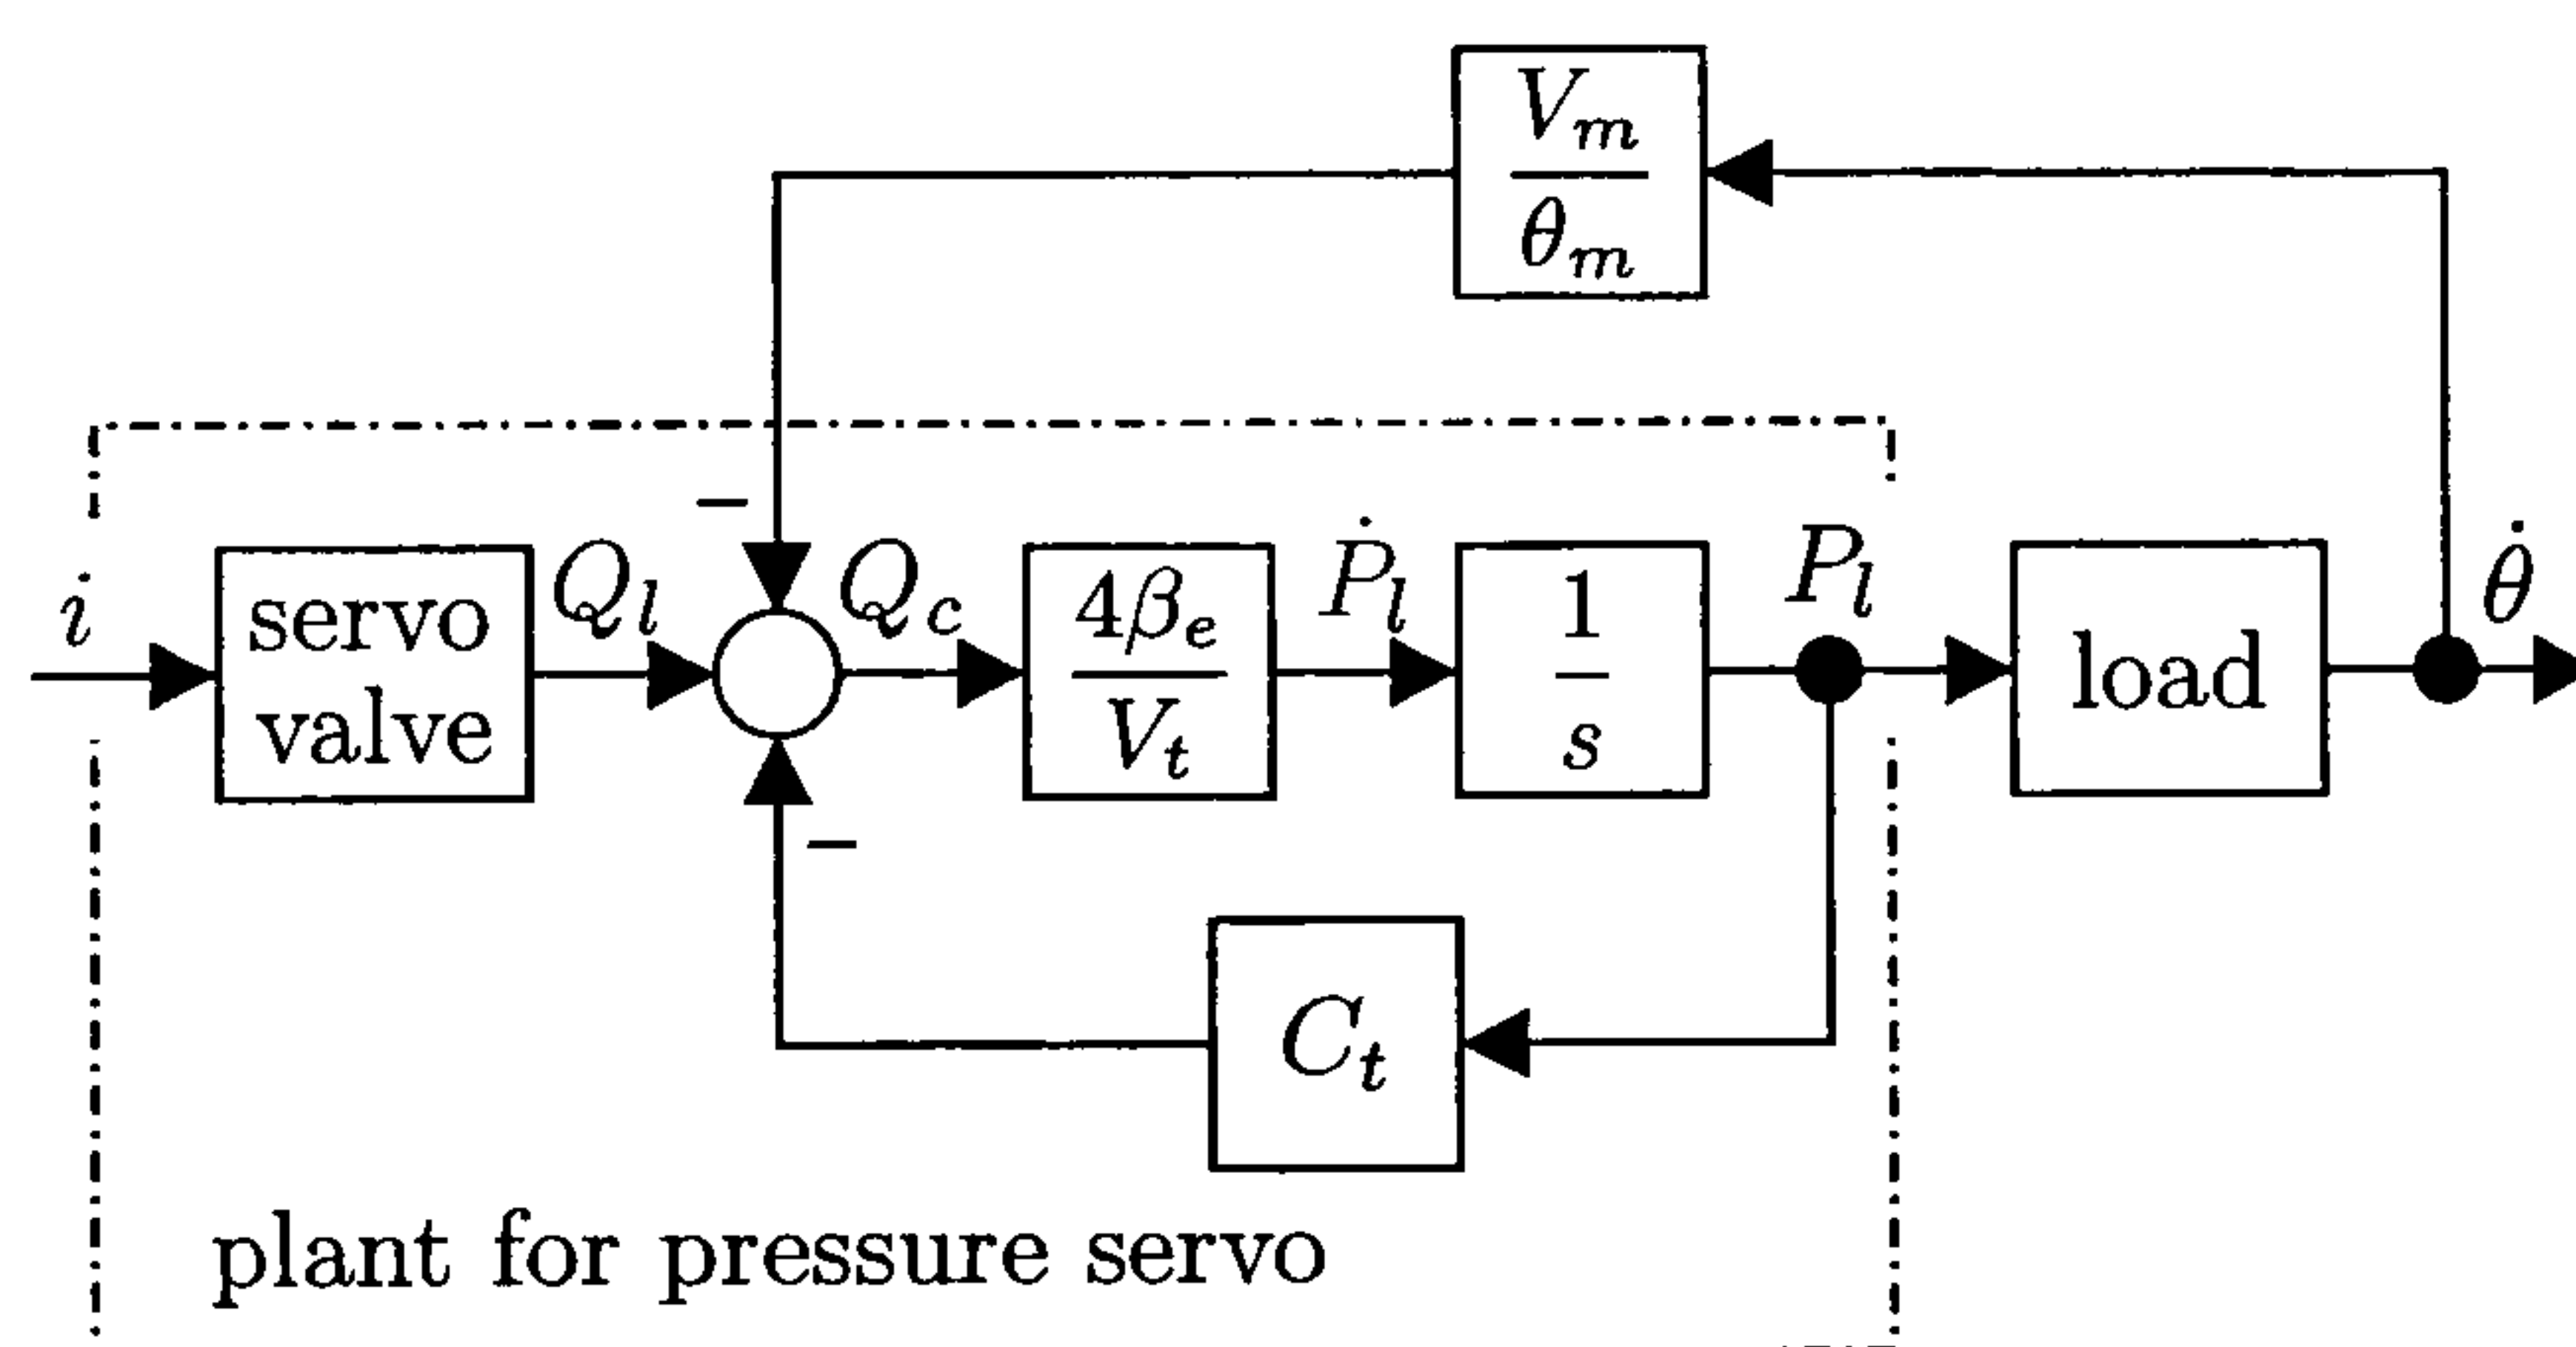 V_m
θ_m
i
servo
valve
Q_l
−
Q_c
4β_e
V_t
Ṗ_l
1
s
P_l
load
θ̇
−
C_t
plant for pressure servo